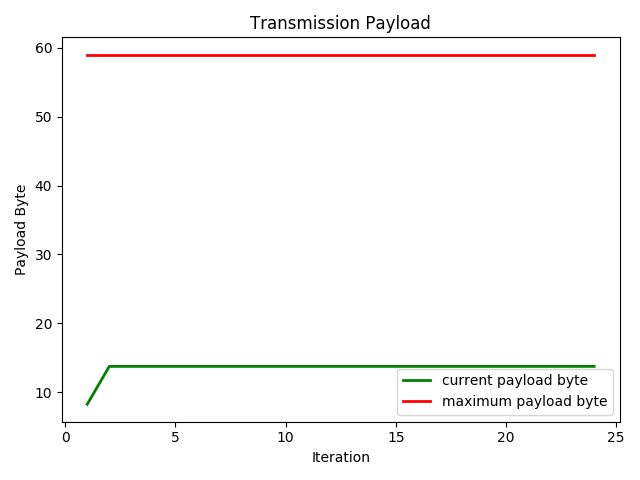 Transmission Payload
60
50
40
30
20
10
Payload Byte
current payload byte
maximum payload byte
0 5 10 15 20 25
Iteration